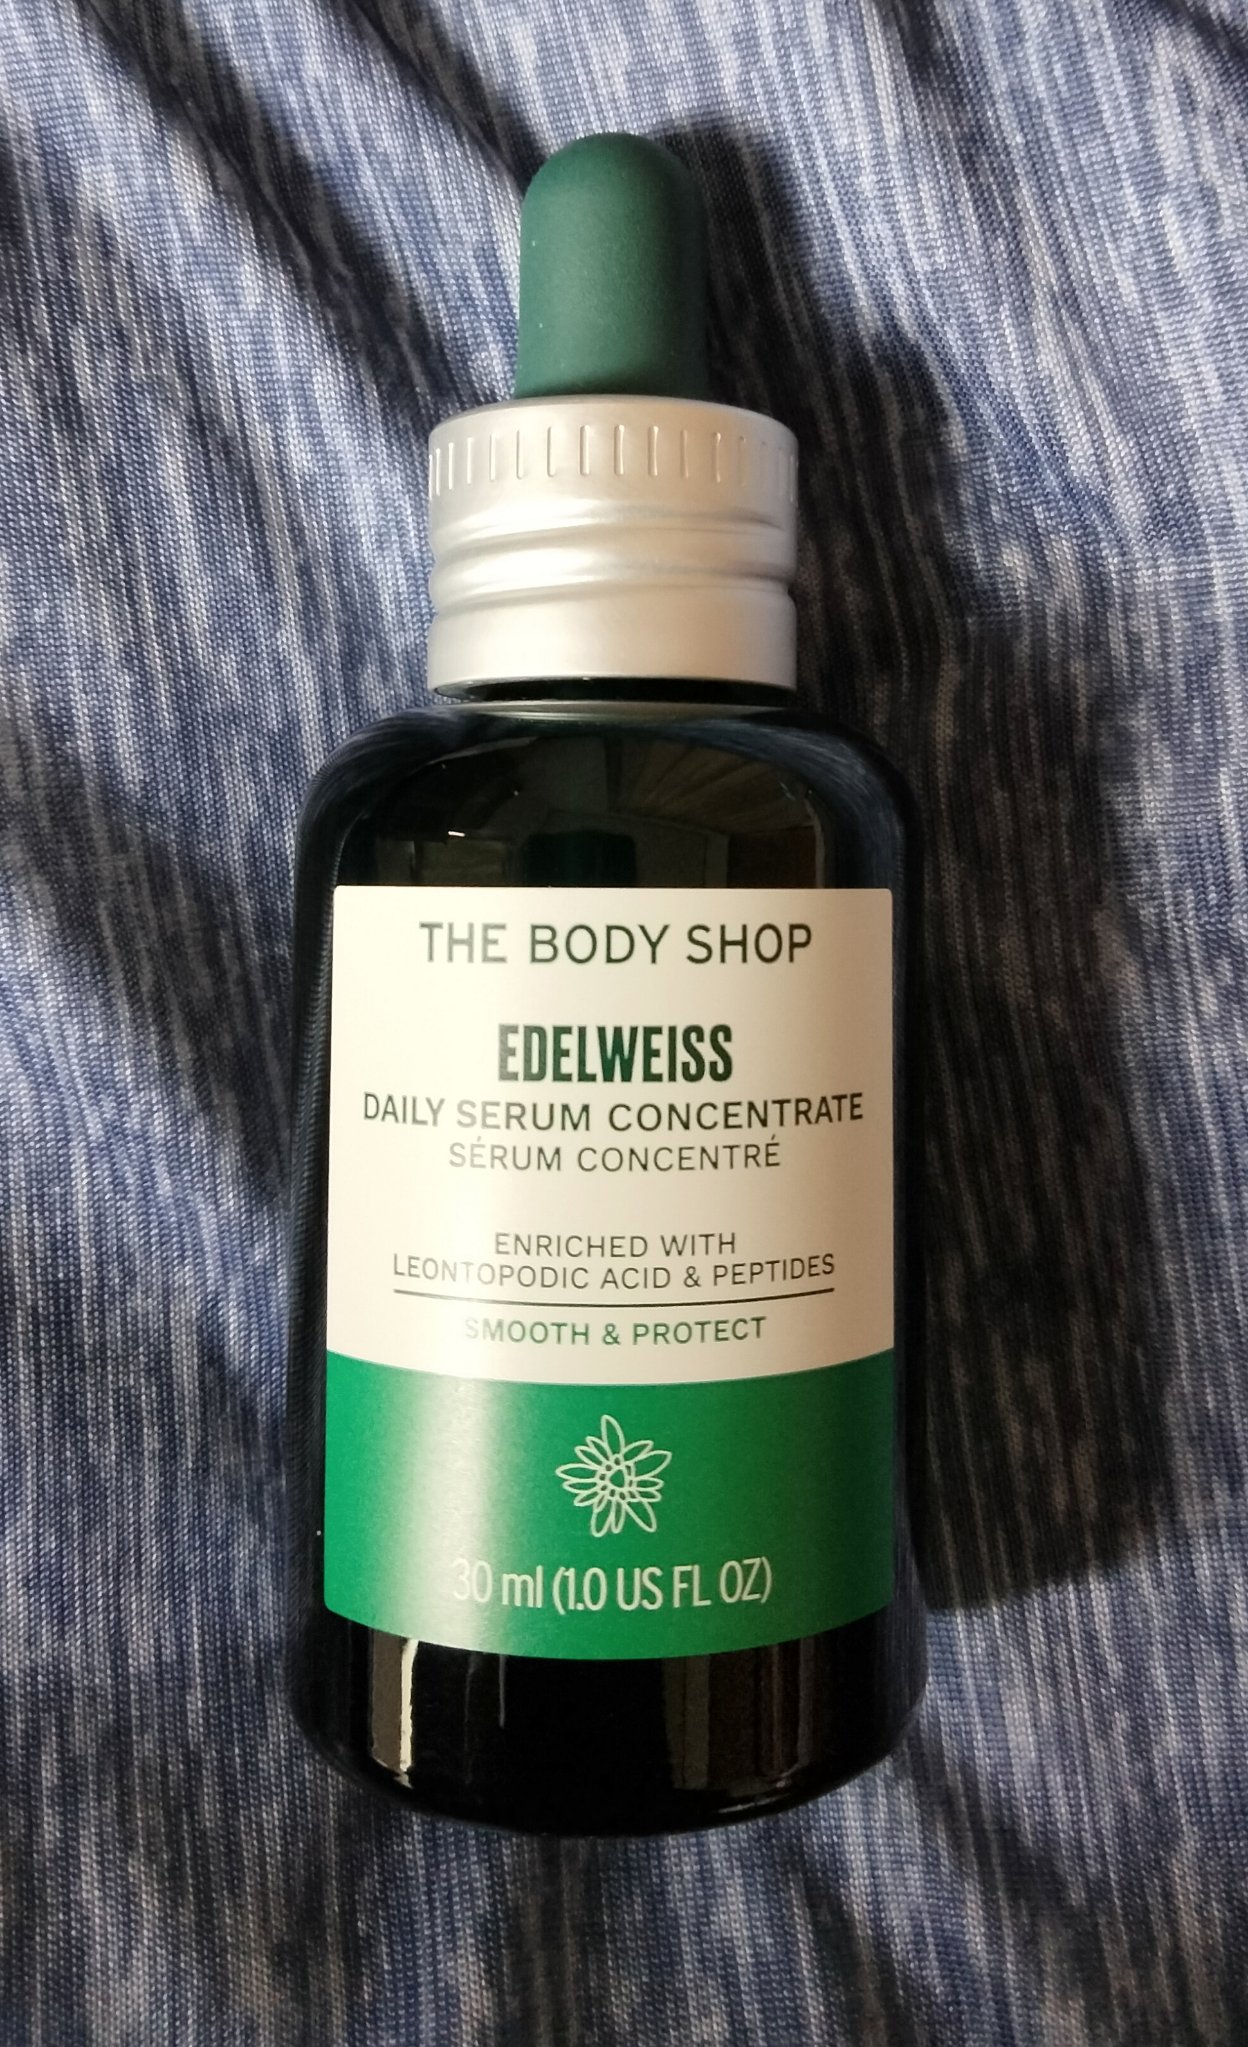 THE BODY SHOP
EDELWEISS
DAILY SERUM CONCENTRATE
SÉRUM CONCENTRÉ
ENRICHED WITH
LEONTOPODIC ACID & PEPTIDES
SMOOTH & PROTECT
30 ml (1.0 US FL OZ)